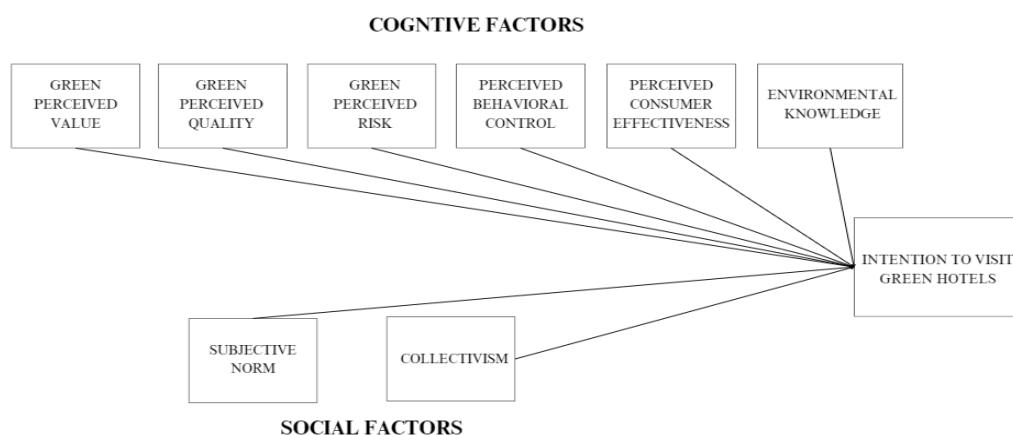 COGNTIVE FACTORS
GREEN
PERCEIVED
VALUE
GREEN
PERCEIVED
QUALITY
GREEN
PERCEIVED
RISK
PERCEIVED
BEHAVIORAL
CONTROL
PERCEIVED
CONSUMER
EFFECTIVENESS
ENVIRONMENTAL
KNOWLEDGE
INTENTION TO VISIT
GREEN HOTELS
SUBJECTIVE
NORM
COLLECTIVISM
SOCIAL FACTORS